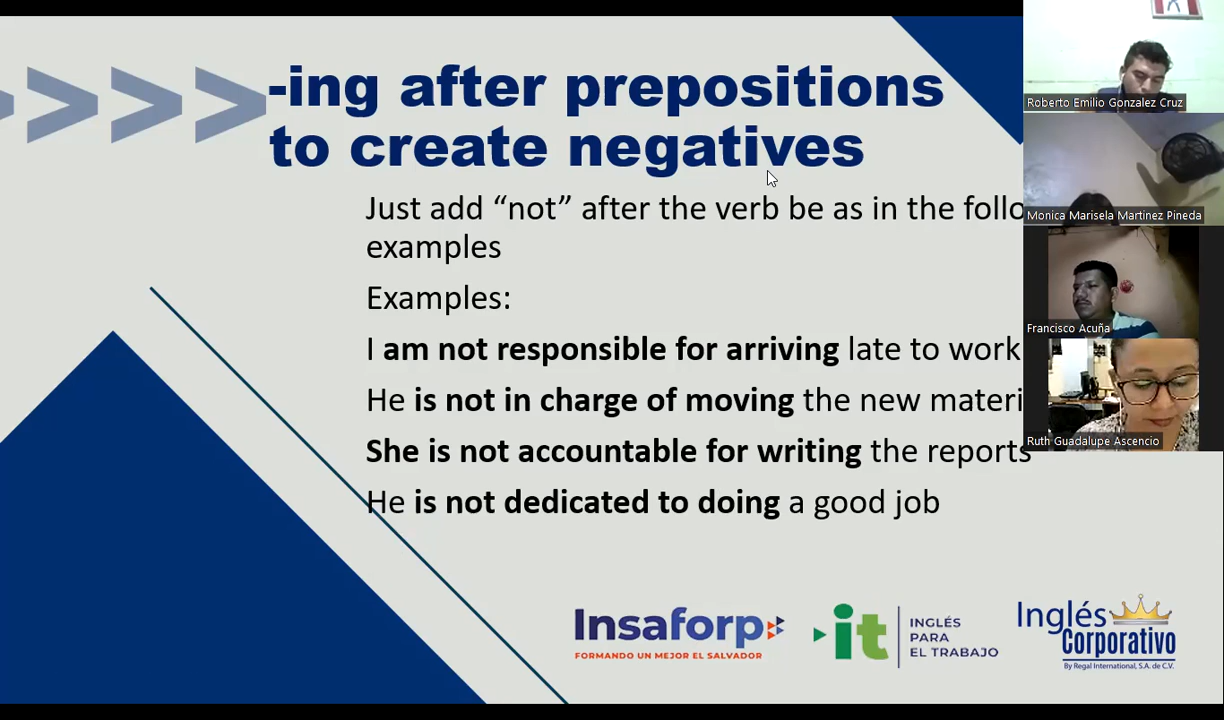 -ing after prepositions
to create negatives
Just add “not” after the verb be as in the follo
examples
Examples:
I am not responsible for arriving late to work
He is not in charge of moving the new materi
She is not accountable for writing the reports
He is not dedicated to doing a good job
Insaforp
FORMANDO UN MEJOR EL SALVADOR
it
INGLÉS
PARA
EL TRABAJO
Inglés
Corporativo
By Regal International, S.A. de C.V.
Roberto Emilio Gonzalez Cruz
Monica Marisela Martinez Pineda
Francisco Acuña
Ruth Guadalupe Ascencio